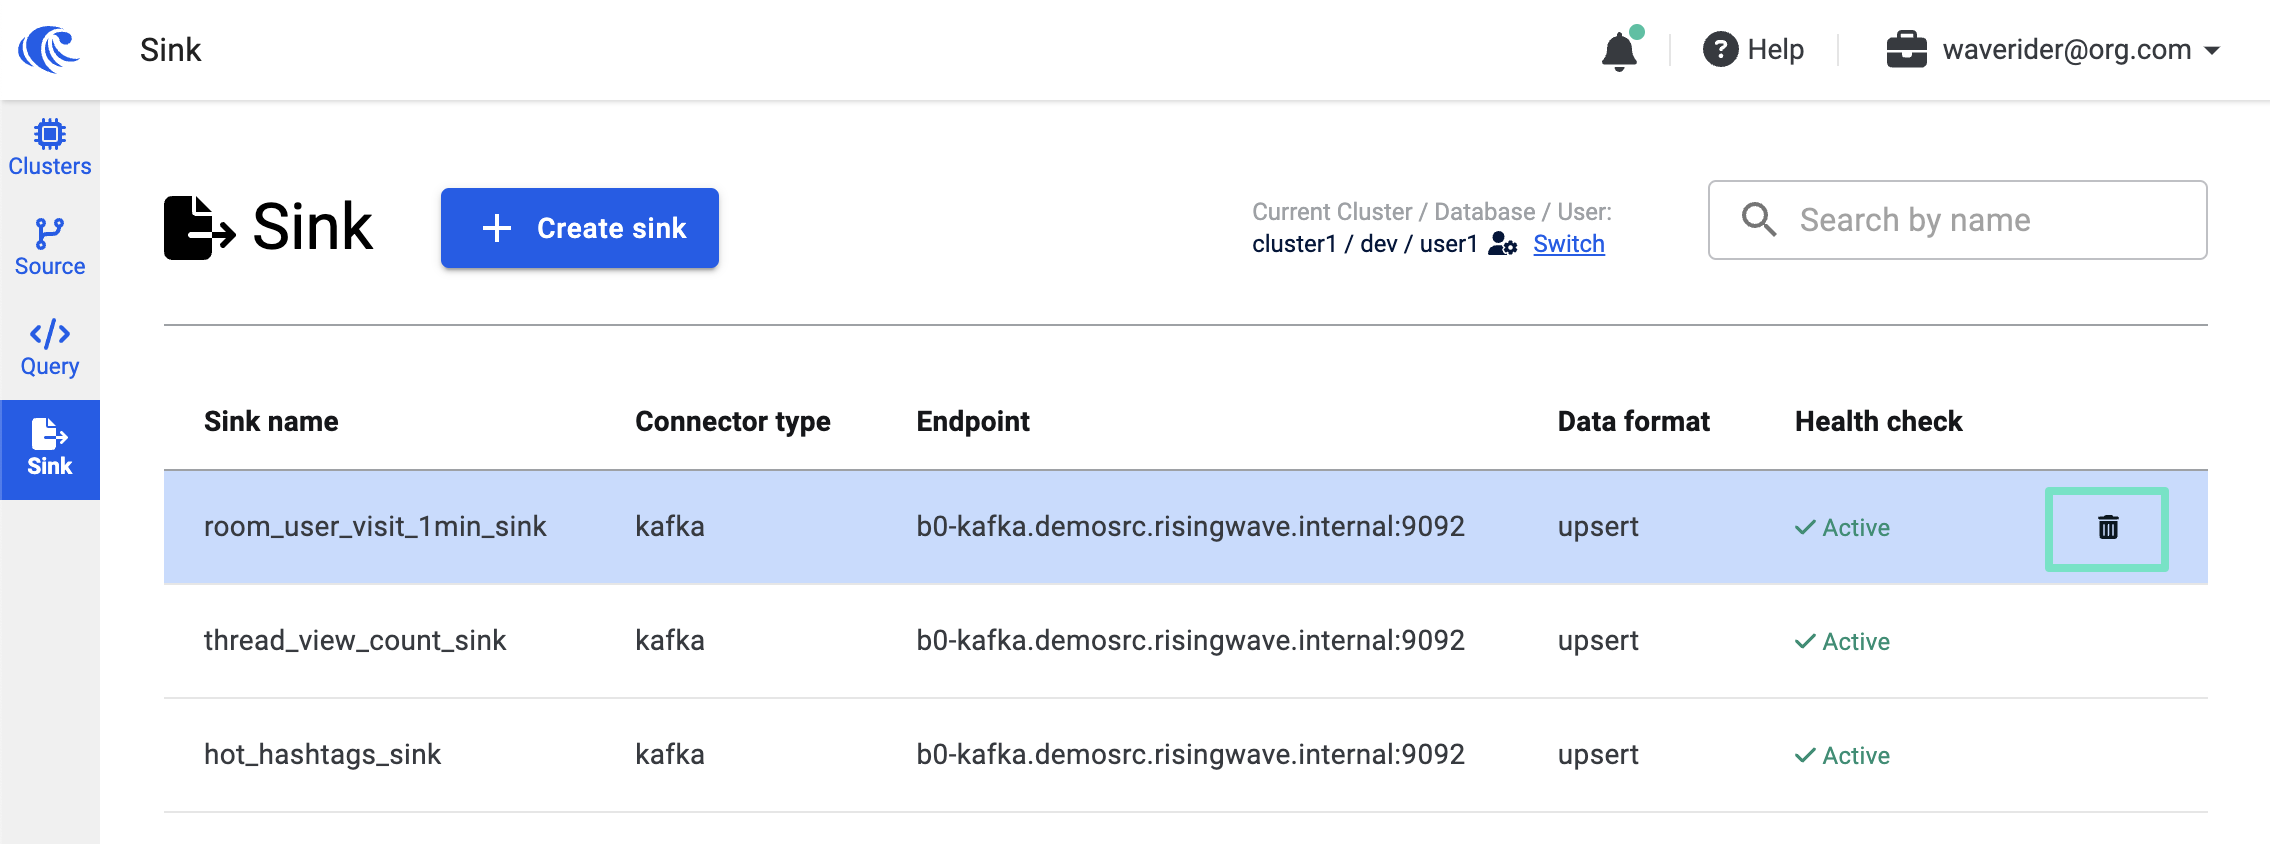 Sink
Help
waverider@org.com
Clusters
Source
Query
Sink
Sink
Create sink
Current Cluster / Database / User:
cluster1 / dev / user1 Switch
Search by name
Sink name Connector type Endpoint Data format Health check
room_user_visit_1min_sink kafka b0-kafka.demosrc.risingwave.internal:9092 upsert Active
thread_view_count_sink kafka b0-kafka.demosrc.risingwave.internal:9092 upsert Active
hot_hashtags_sink kafka b0-kafka.demosrc.risingwave.internal:9092 upsert Active